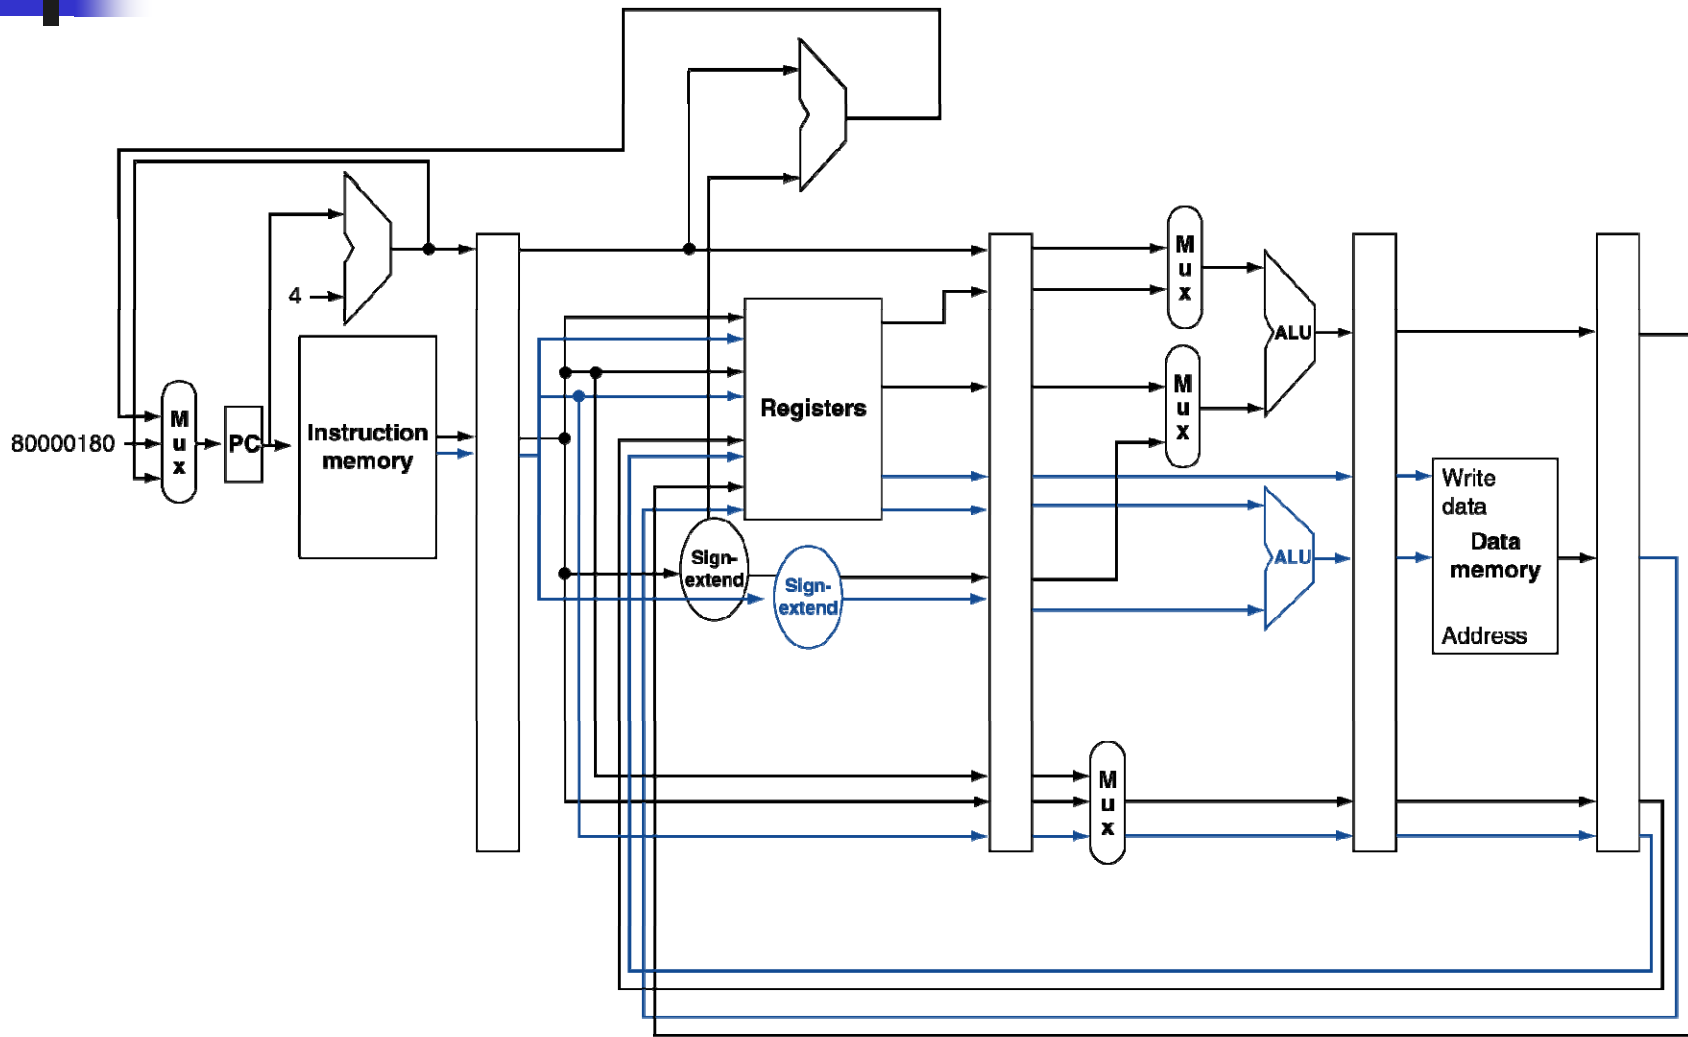 M
u
x
ALU
4
M
u
x
Registers
80000180
M
u
x
PC
Instruction
memory
Write
data
Data
memory
Address
Sign-
extend
Sign-
extend
ALU
M
u
x